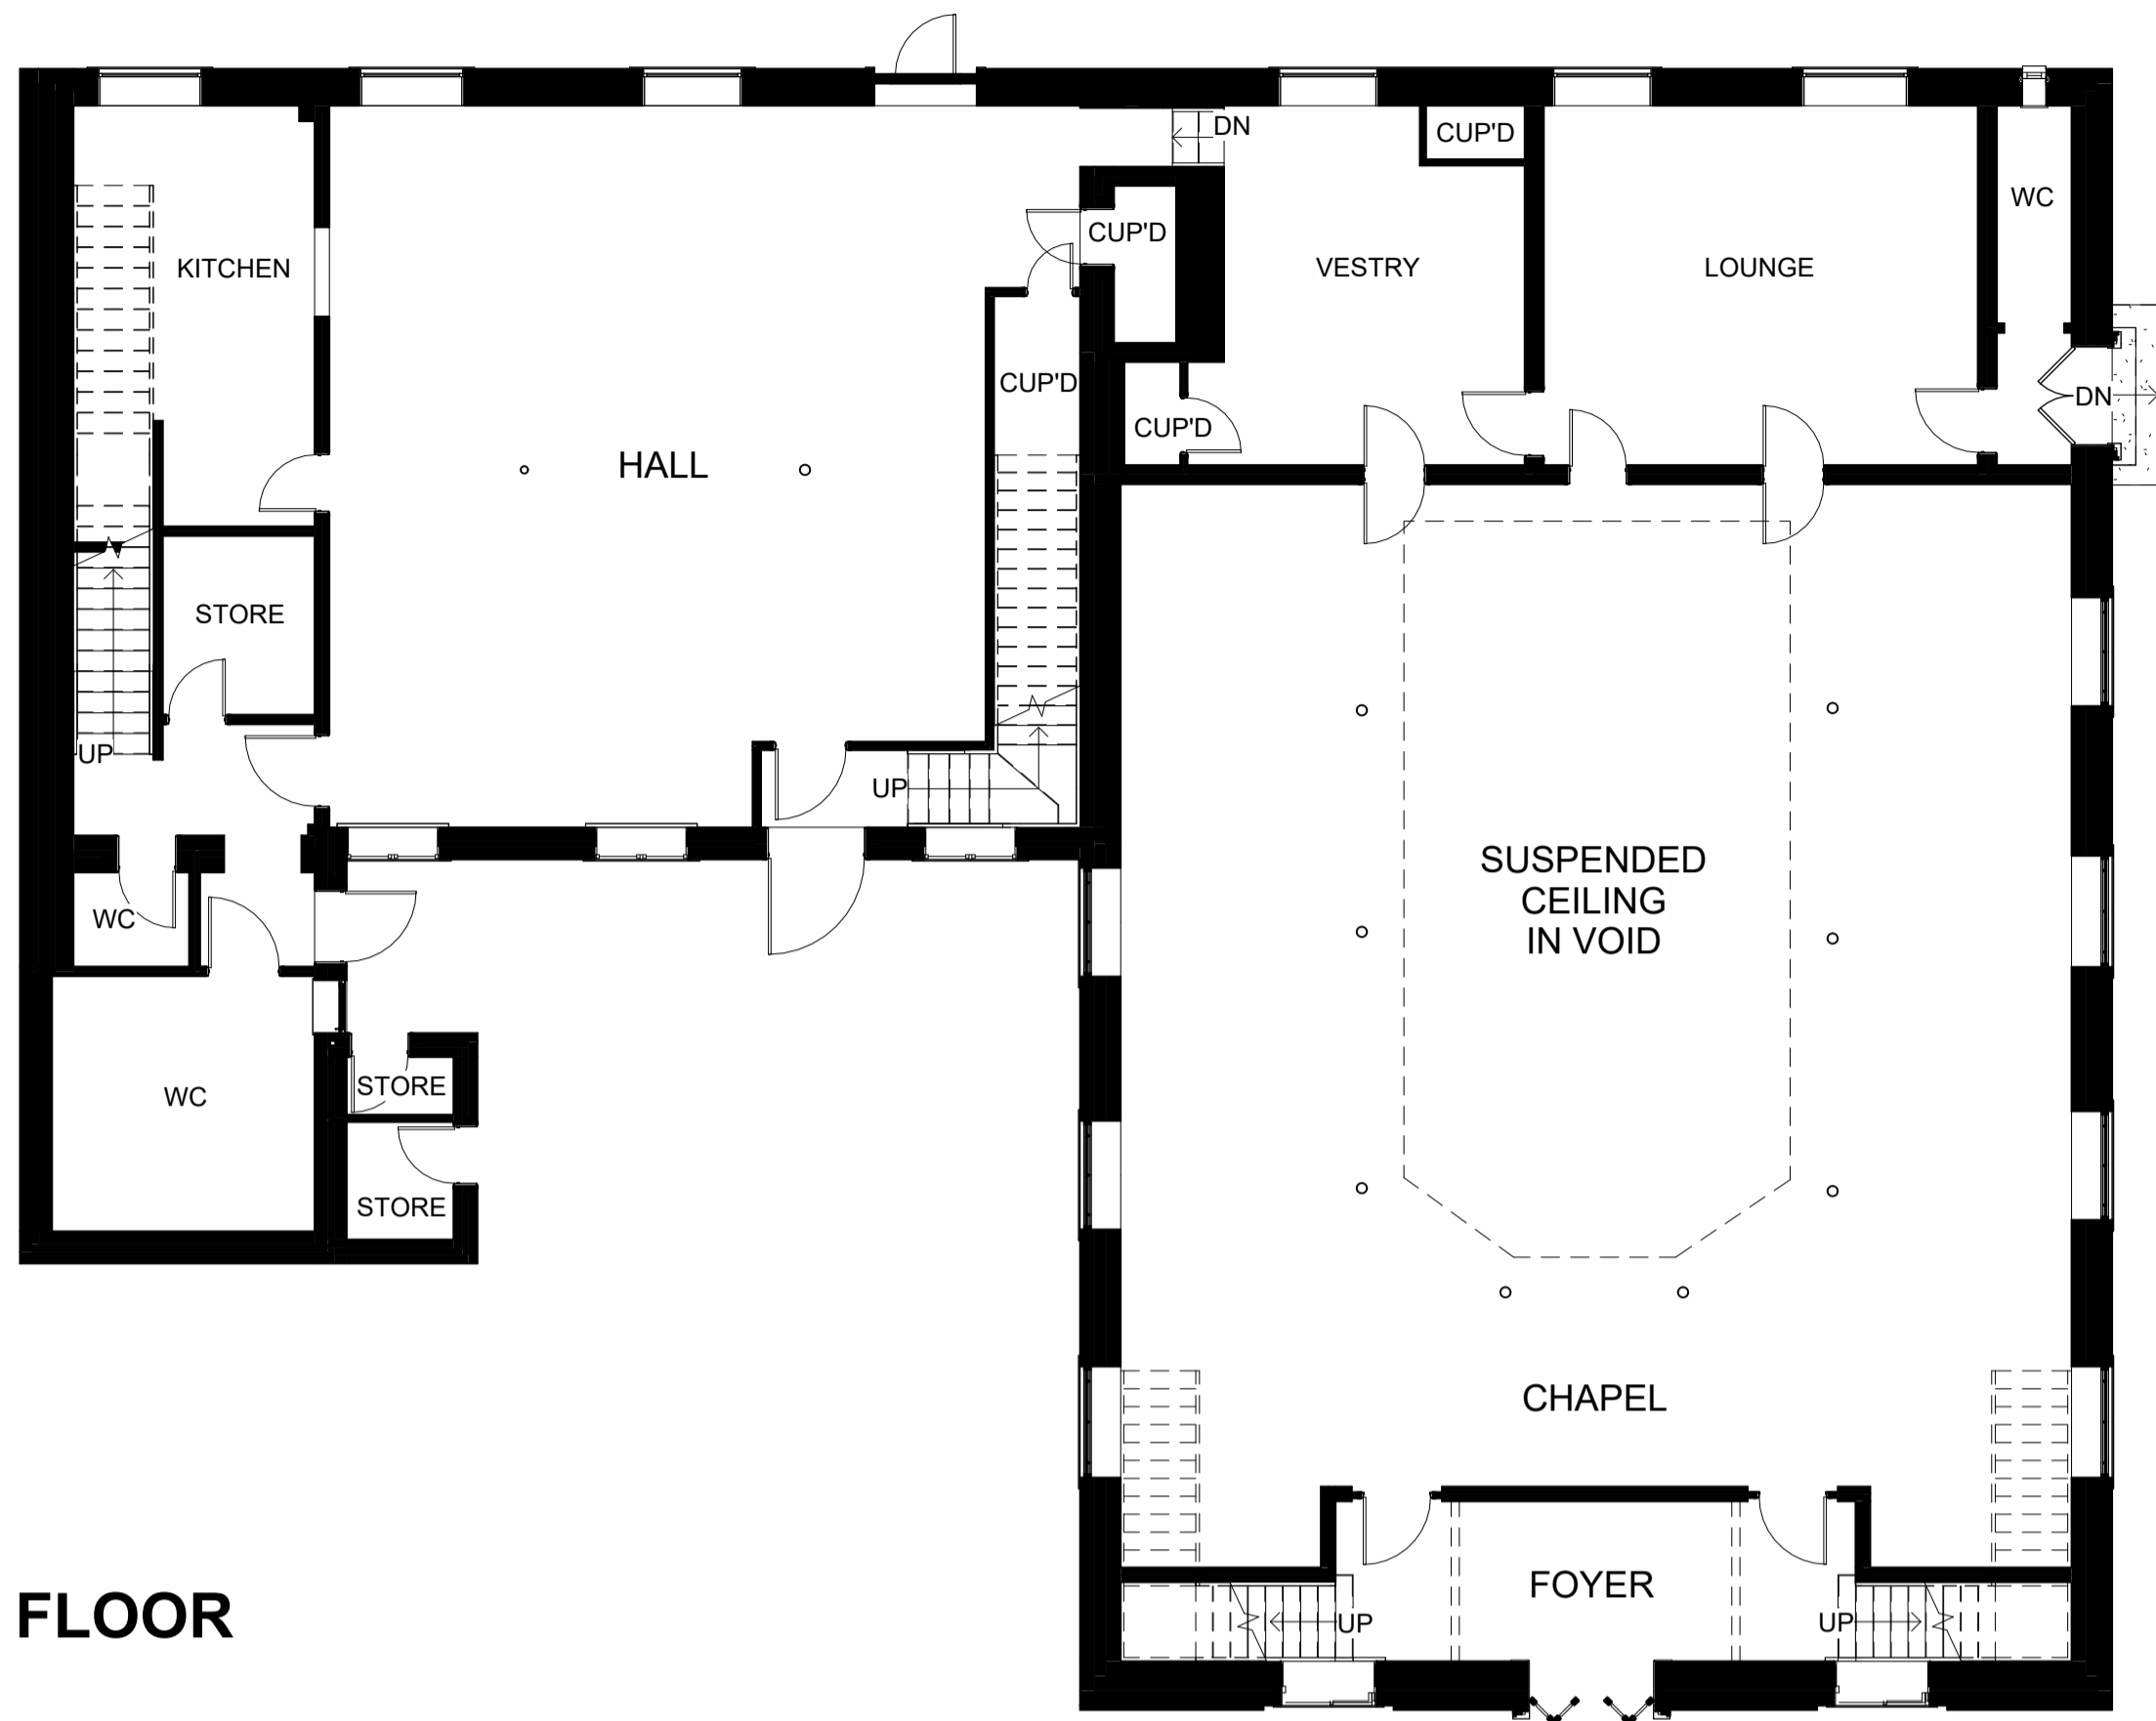 DN
CUP'D
WC
CUP'D
KITCHEN
VESTRY
LOUNGE
CUP'D
DN
CUP'D
HALL
STORE
UP
UP
SUSPENDED
CEILING
IN VOID
WC
STORE
WC
STORE
CHAPEL
FOYER
UP
UP
FLOOR